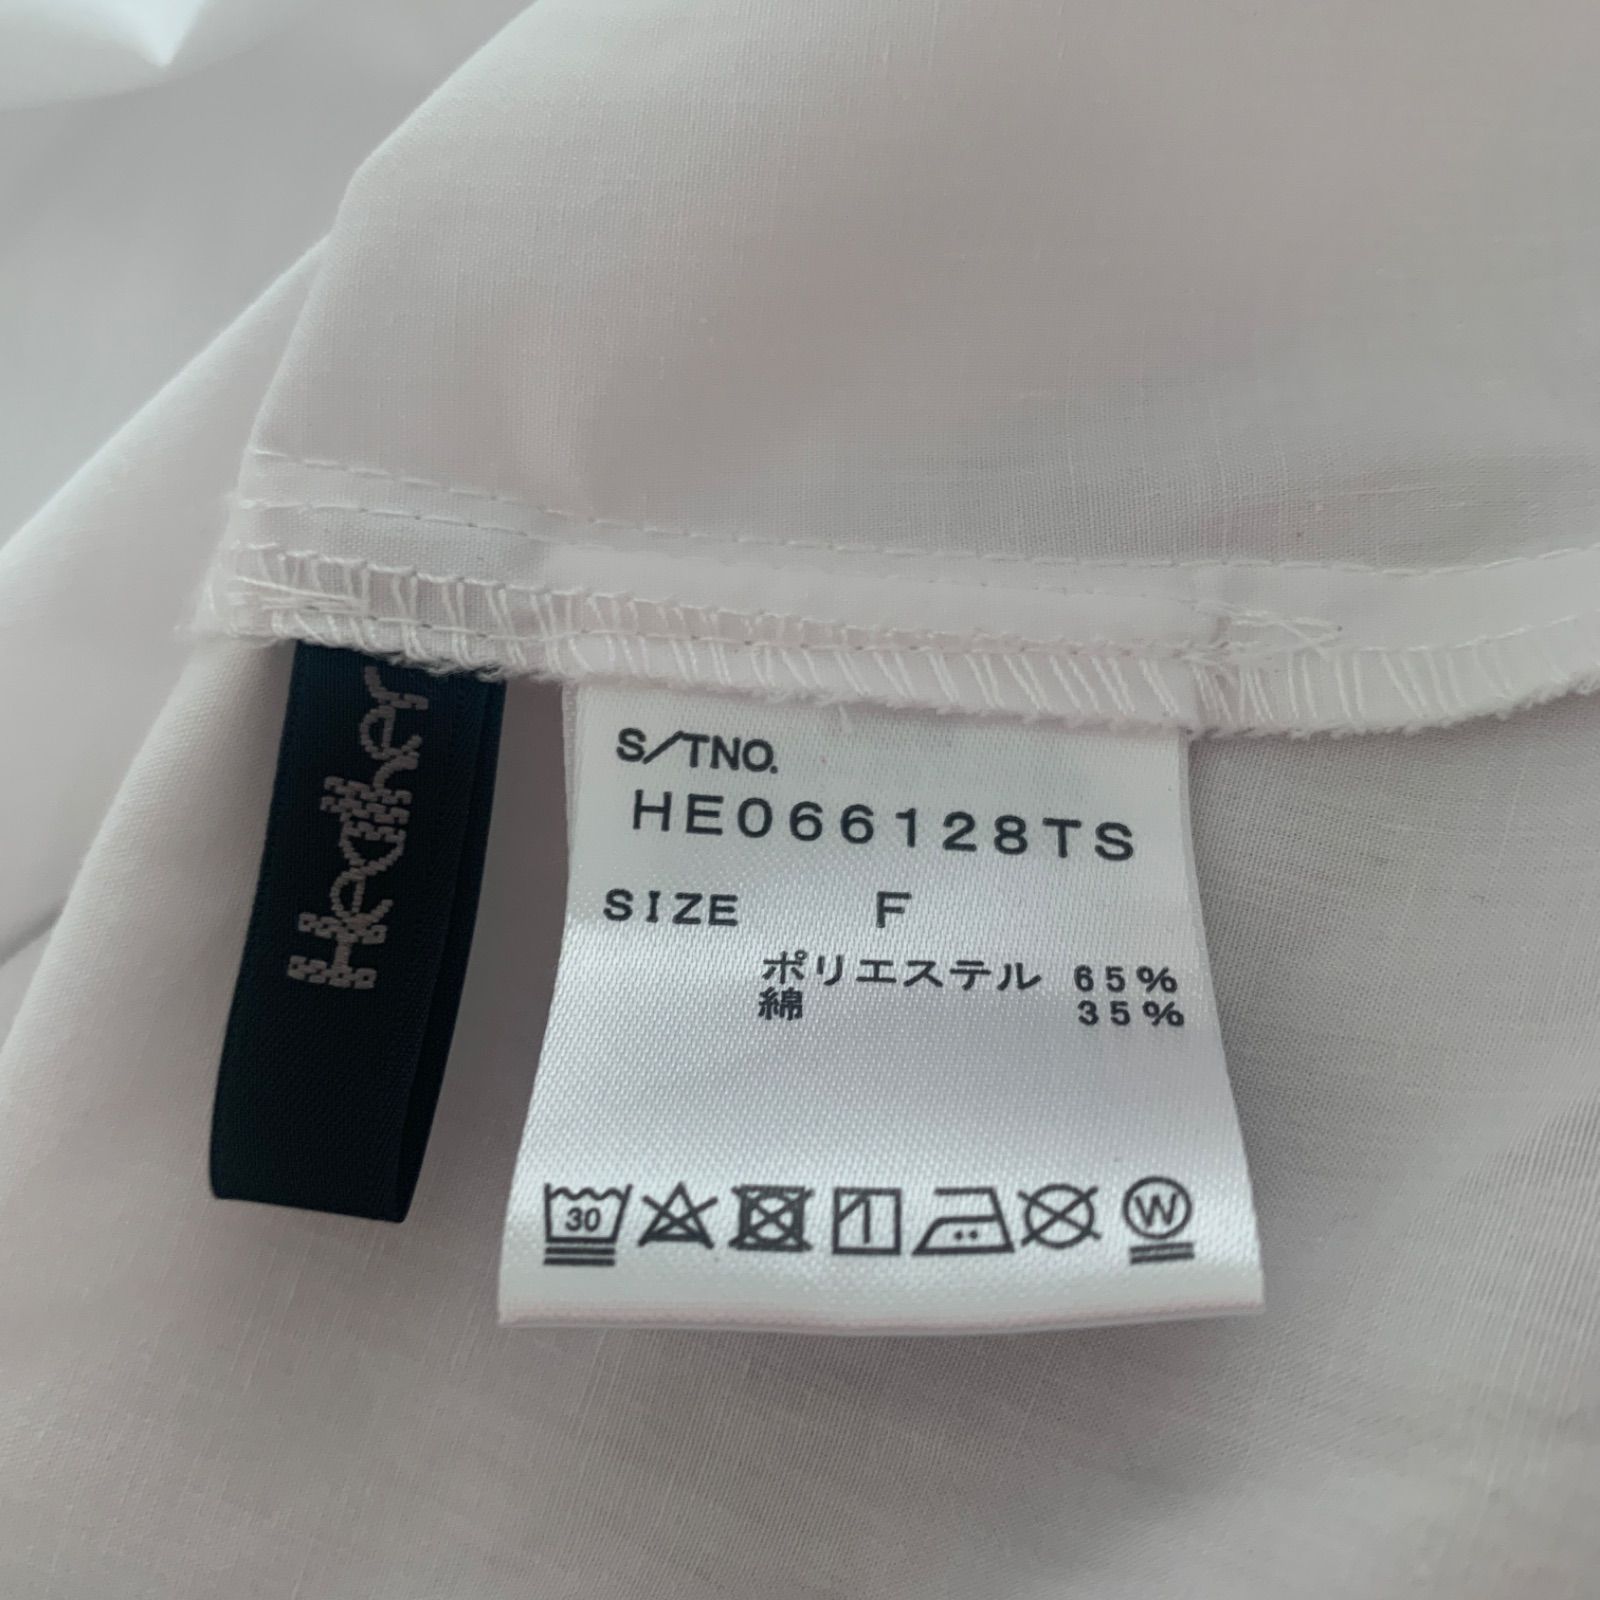 Heather
S/TNO.
HE066128TS
SIZE F
ポリエステル 65%
綿 35%
30
W